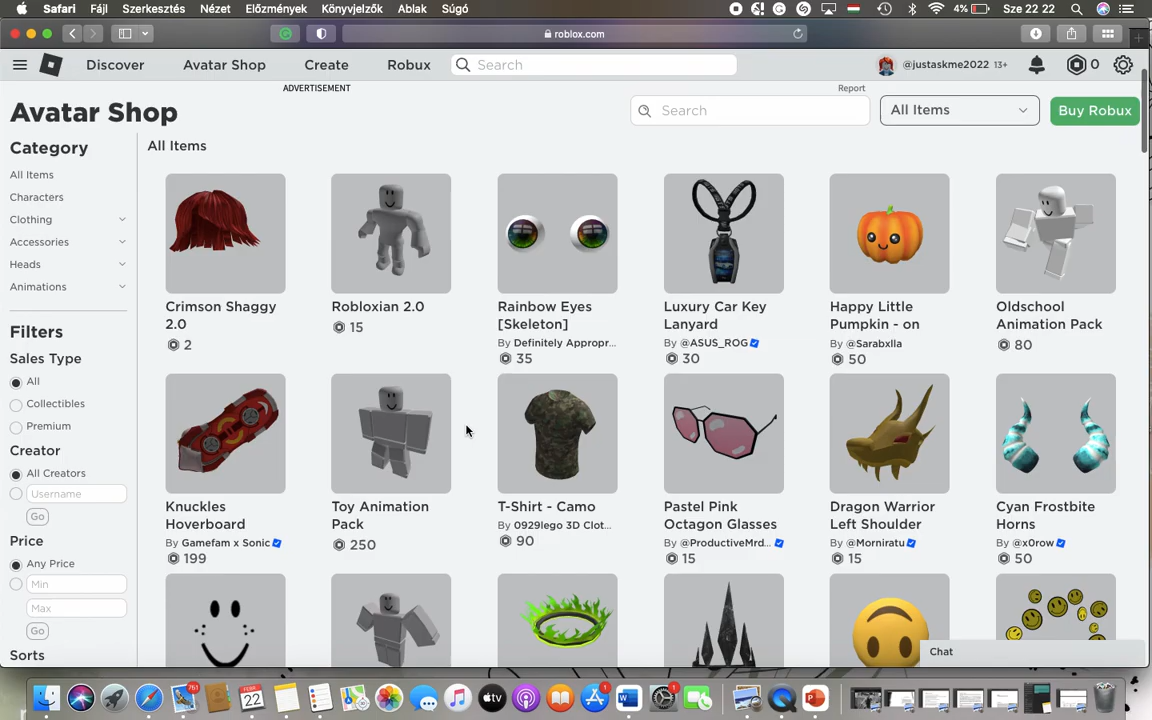 Safari Fájl Szerkesztés Nézet Előzmények Könyvjelzők Ablak Súgó 4% Sze 22 22
roblox.com
Discover Avatar Shop Create Robux Search @justaskme2022 13+ 0
ADVERTISEMENT Report
Avatar Shop Search All Items Buy Robux
Category
All Items
Characters
Clothing
Accessories
Heads
Animations
Filters
Sales Type
All
Collectibles
Premium
Creator
All Creators
Username
Go
Price
Any Price
Min
Max
Go
Sorts
All Items
Crimson Shaggy
2.0
2
Robloxian 2.0
15
Rainbow Eyes
[Skeleton]
By Definitely Appropr...
35
Luxury Car Key
Lanyard
By @ASUS_ROG
30
Happy Little
Pumpkin - on
By @Sarabxlla
50
Oldschool
Animation Pack
80
Knuckles
Hoverboard
By Gamefam x Sonic
199
Toy Animation
Pack
250
T-Shirt - Camo
By 0929lego 3D Clot...
90
Pastel Pink
Octagon Glasses
By @ProductiveMrd...
15
Dragon Warrior
Left Shoulder
By @Morniratu
15
Cyan Frostbite
Horns
By @x0row
50
Chat
FEBR.
22
tv
1
1